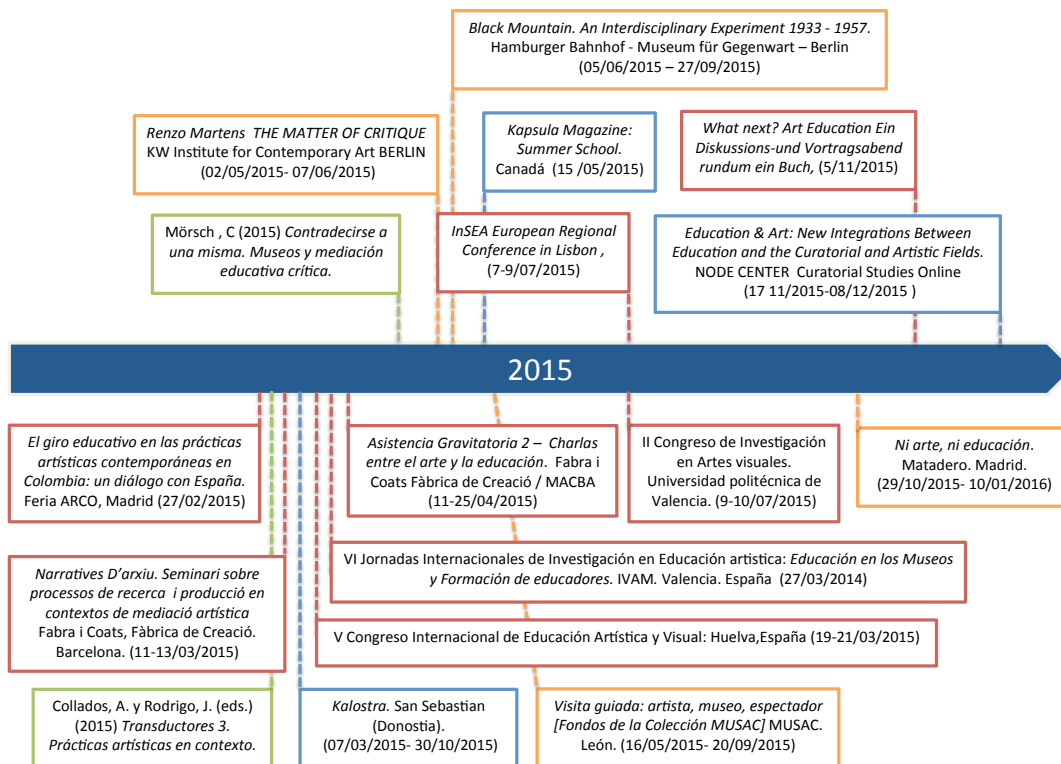 Black Mountain. An Interdisciplinary Experiment 1933 - 1957.
Hamburger Bahnhof - Museum für Gegenwart – Berlin
(05/06/2015 – 27/09/2015)
Renzo Martens  THE MATTER OF CRITIQUE
KW Institute for Contemporary Art BERLIN
(02/05/2015- 07/06/2015)
Kapsula Magazine:
Summer School.
Canadá  (15 /05/2015)
What next? Art Education Ein
Diskussions-und Vortragsabend
rundum ein Buch, (5/11/2015)
Mörsch , C (2015) Contradecirse a
una misma. Museos y mediación
educativa crítica.
InSEA European Regional
Conference in Lisbon ,
(7-9/07/2015)
Education & Art: New Integrations Between
Education and the Curatorial and Artistic Fields.
NODE CENTER  Curatorial Studies Online
(17 11/2015-08/12/2015 )
2015
El giro educativo en las prácticas
artísticas contemporáneas en
Colombia: un diálogo con España.
Feria ARCO, Madrid (27/02/2015)
Asistencia Gravitatoria 2 – Charlas
entre el arte y la educación.  Fabra i
Coats Fàbrica de Creació / MACBA
(11-25/04/2015)
II Congreso de Investigación
en Artes visuales.
Universidad politécnica de
Valencia. (9-10/07/2015)
Ni arte, ni educación.
Matadero. Madrid.
(29/10/2015- 10/01/2016)
Narratives D’arxiu. Seminari sobre
processos de recerca  i producció en
contextos de mediació artística
Fabra i Coats, Fàbrica de Creació.
Barcelona. (11-13/03/2015)
VI Jornadas Internacionales de Investigación en Educación artistica: Educación en los Museos
y Formación de educadores. IVAM. Valencia. España  (27/03/2014)
V Congreso Internacional de Educación Artística y Visual: Huelva,España (19-21/03/2015)
Collados, A. y Rodrigo, J. (eds.)
(2015) Transductores 3.
Prácticas artísticas en contexto.
Kalostra. San Sebastian
(Donostia).
(07/03/2015- 30/10/2015)
Visita guiada: artista, museo, espectador
[Fondos de la Colección MUSAC] MUSAC.
León. (16/05/2015- 20/09/2015)